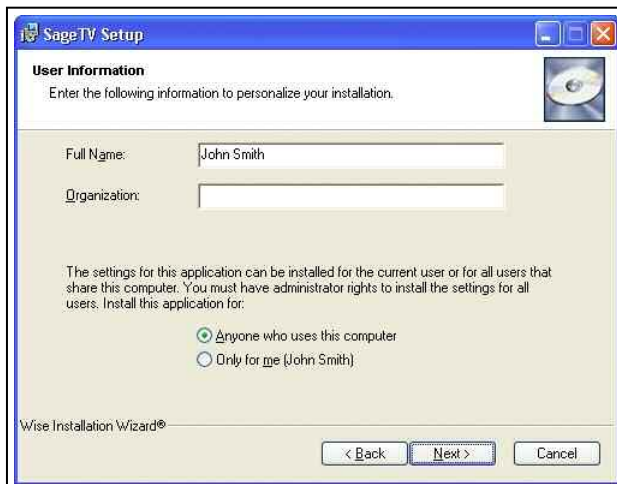 SageTV Setup
User Information
Enter the following information to personalize your installation.
Full Name:
John Smith
Organization:
The settings for this application can be installed for the current user or for all users that
share this computer. You must have administrator rights to install the settings for all
users. Install this application for:
Anyone who uses this computer
Only for me (John Smith)
Wise Installation Wizard®
< Back
Next >
Cancel